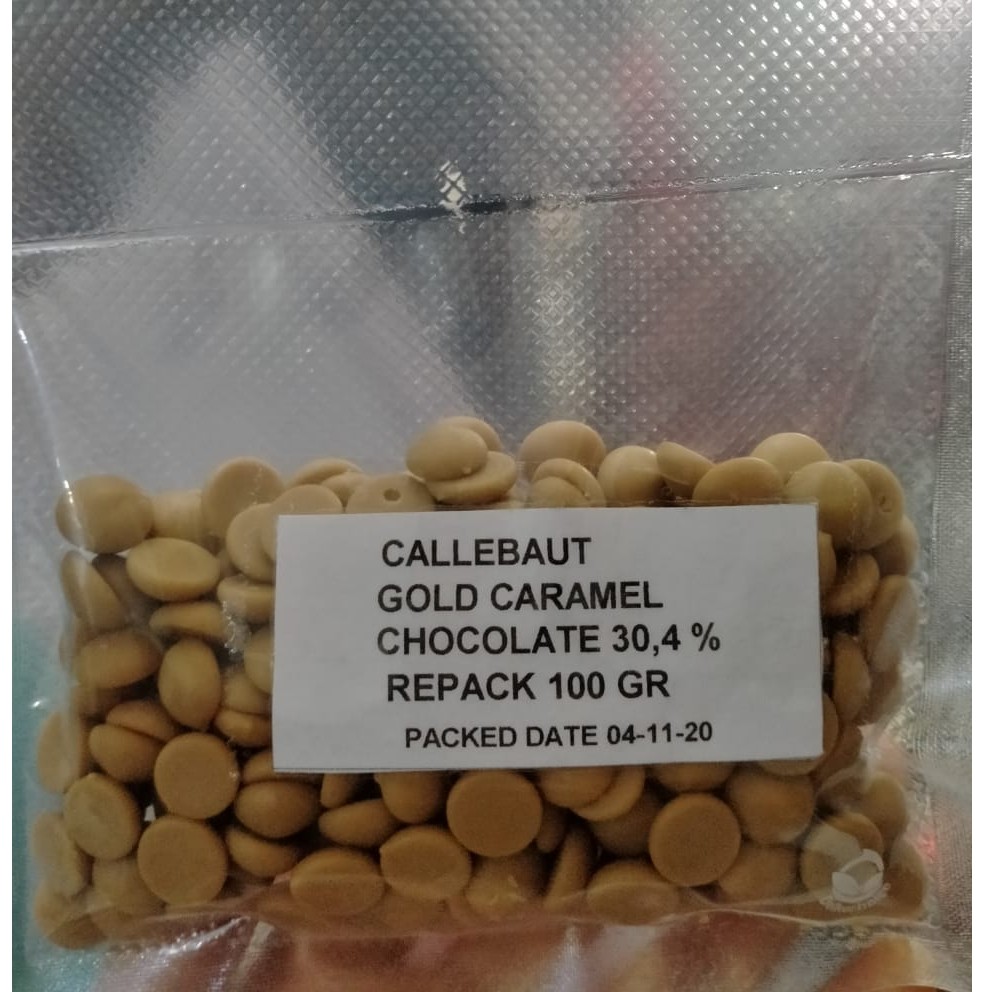 CALLEBAUT
GOLD CARAMEL
CHOCOLATE 30,4 %
REPACK 100 GR
PACKED DATE 04-11-20